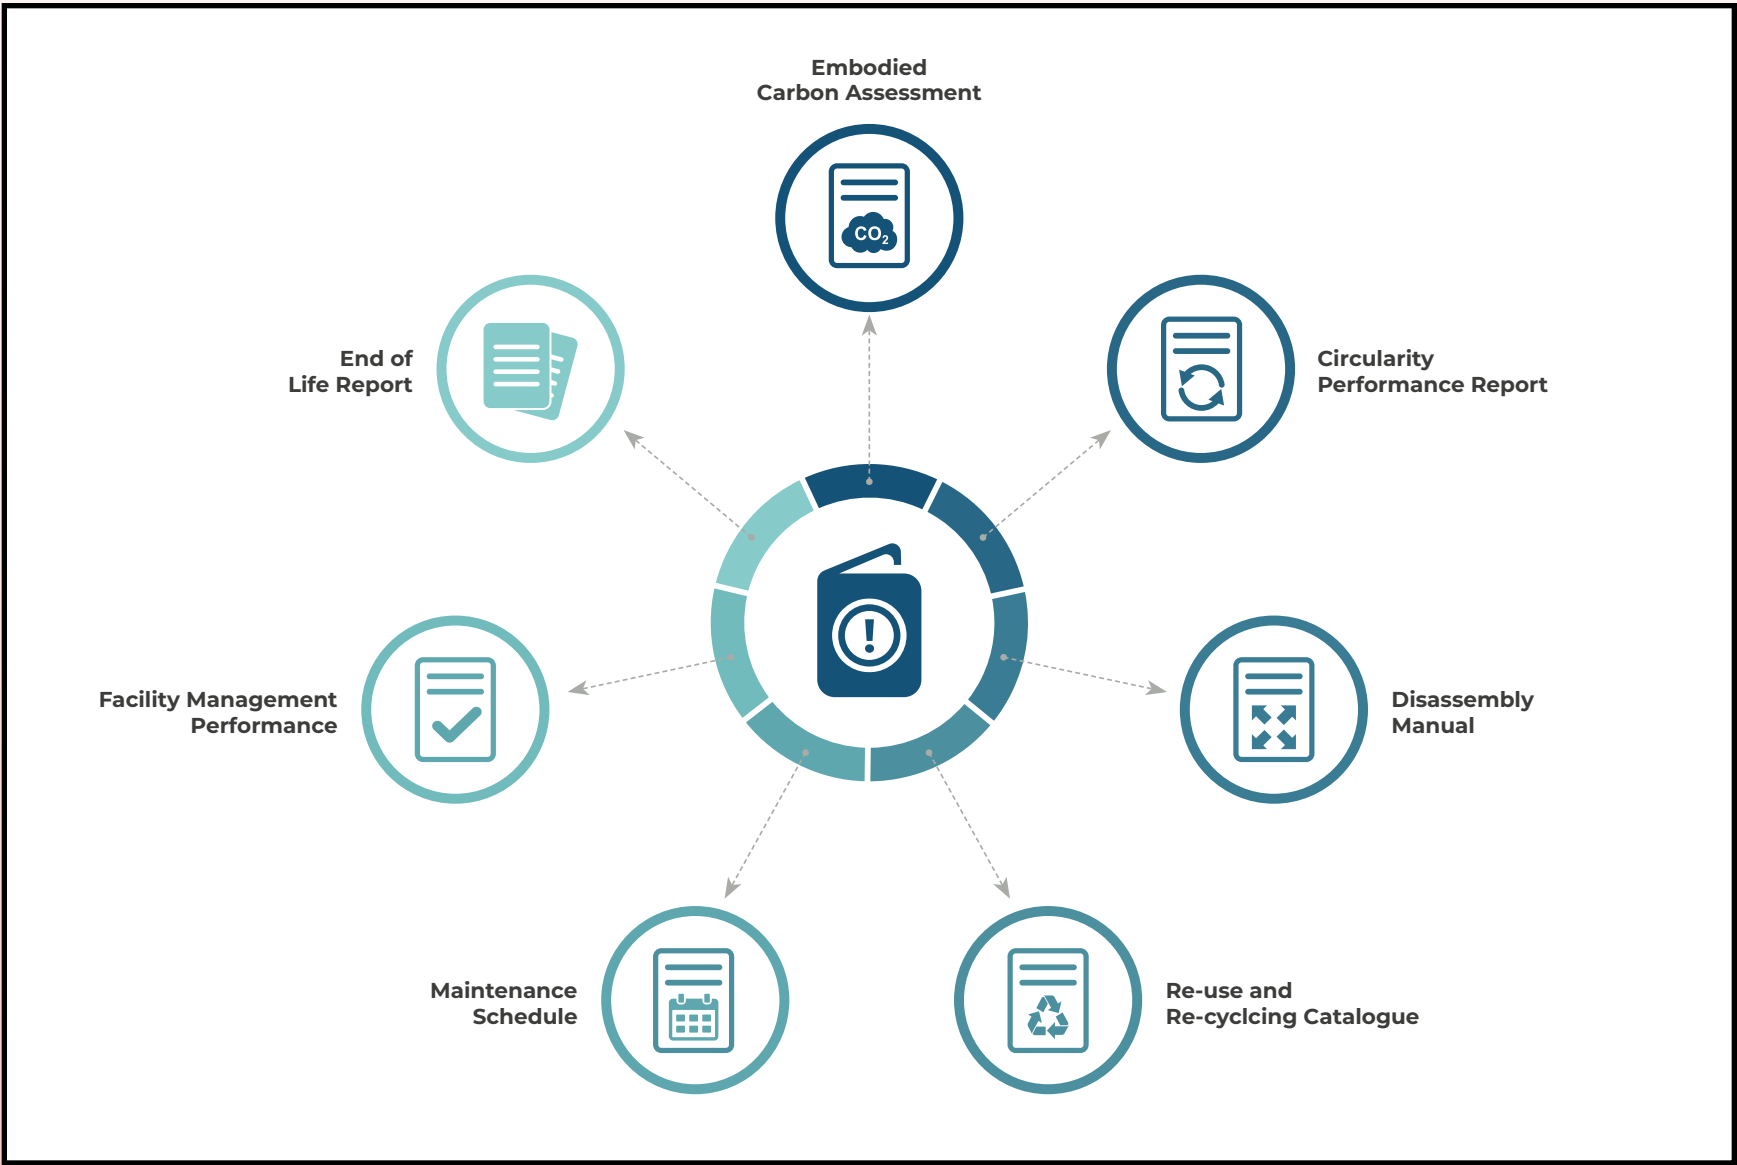 Embodied
Carbon Assessment
CO₂
Circularity
Performance Report
End of
Life Report
!
Disassembly
Manual
Facility Management
Performance
Re-use and
Re-cyclcing Catalogue
Maintenance
Schedule